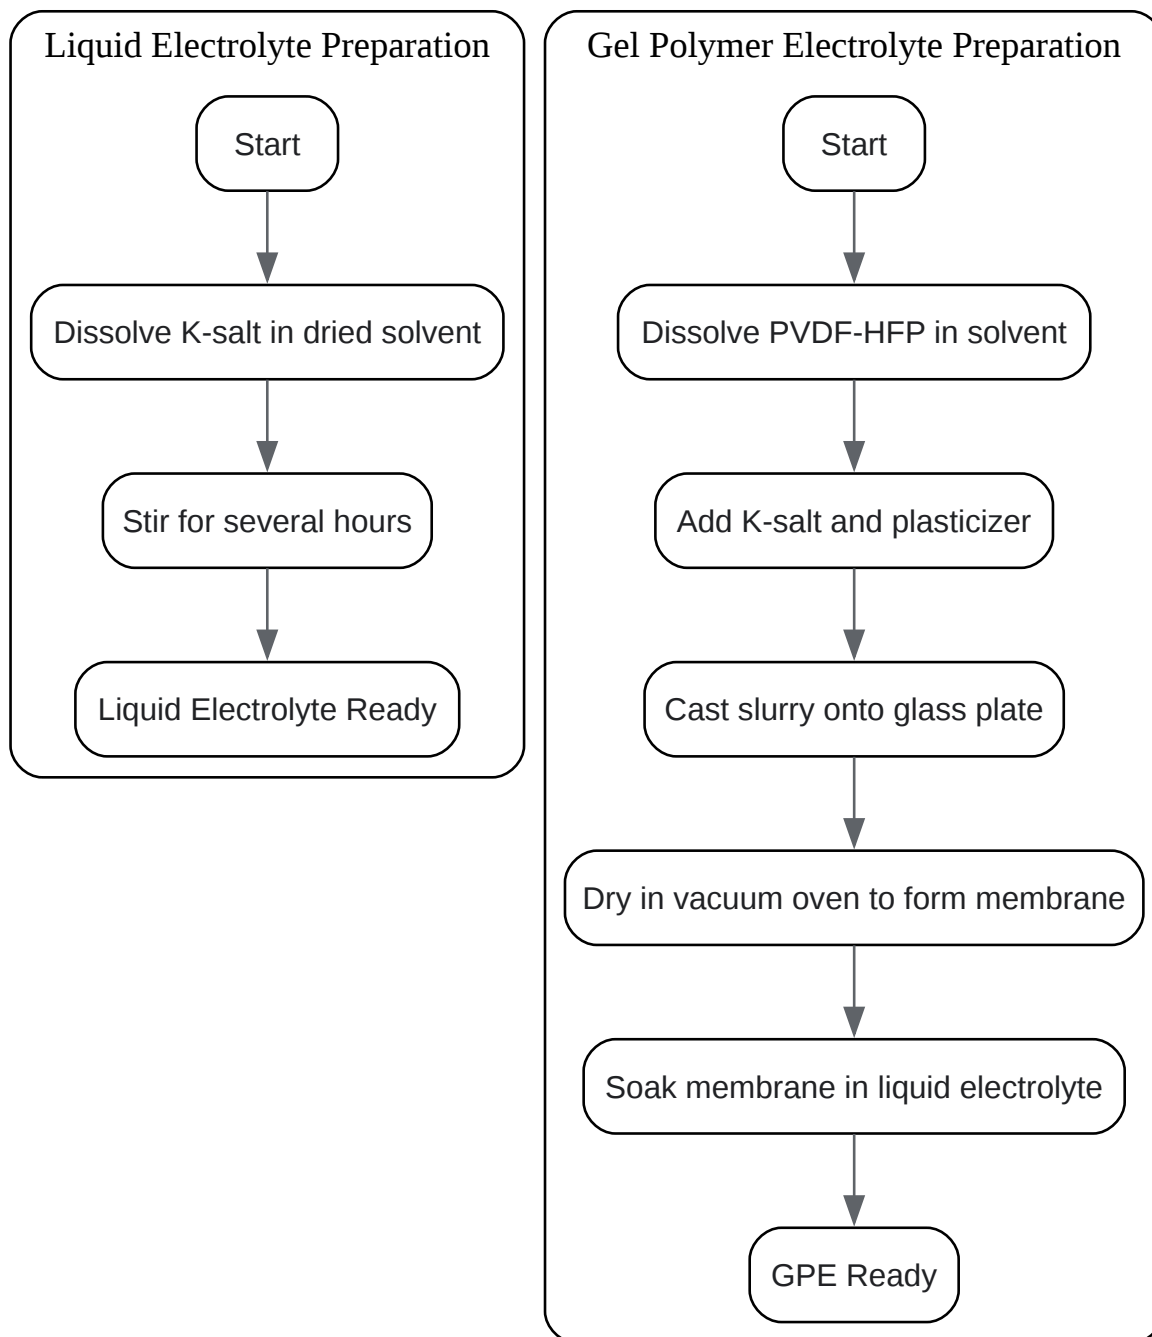 Liquid Electrolyte Preparation
Start
Dissolve K-salt in dried solvent
Stir for several hours
Liquid Electrolyte Ready
Gel Polymer Electrolyte Preparation
Start
Dissolve PVDF-HFP in solvent
Add K-salt and plasticizer
Cast slurry onto glass plate
Dry in vacuum oven to form membrane
Soak membrane in liquid electrolyte
GPE Ready